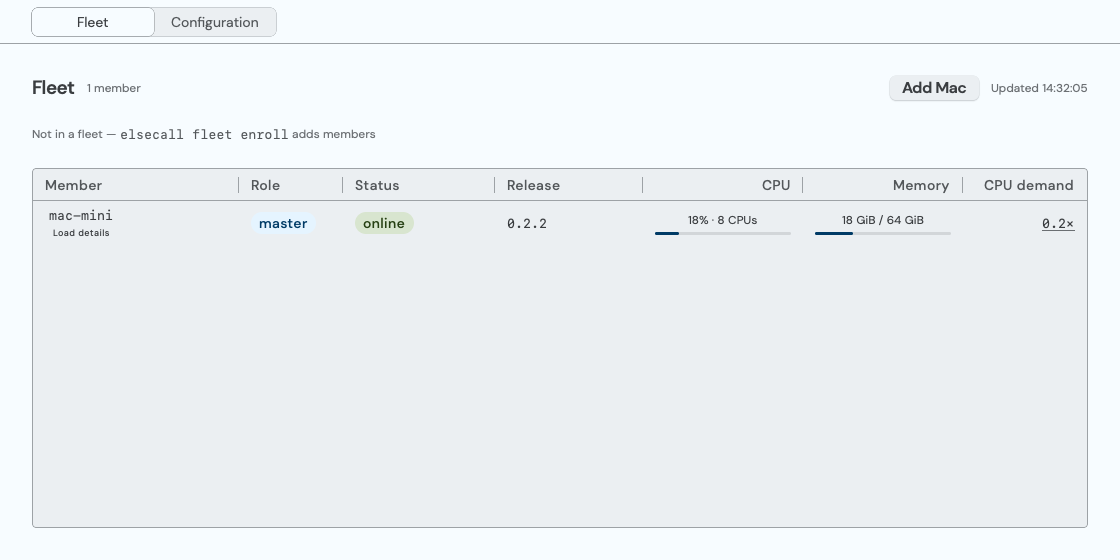 Fleet Configuration
Fleet 1 member Add Mac Updated 14:32:05
Not in a fleet — elsecall fleet enroll adds members
Member Role Status Release CPU Memory CPU demand
mac-mini master online 0.2.2 18% · 8 CPUs 18 GiB / 64 GiB 0.2×
Load details